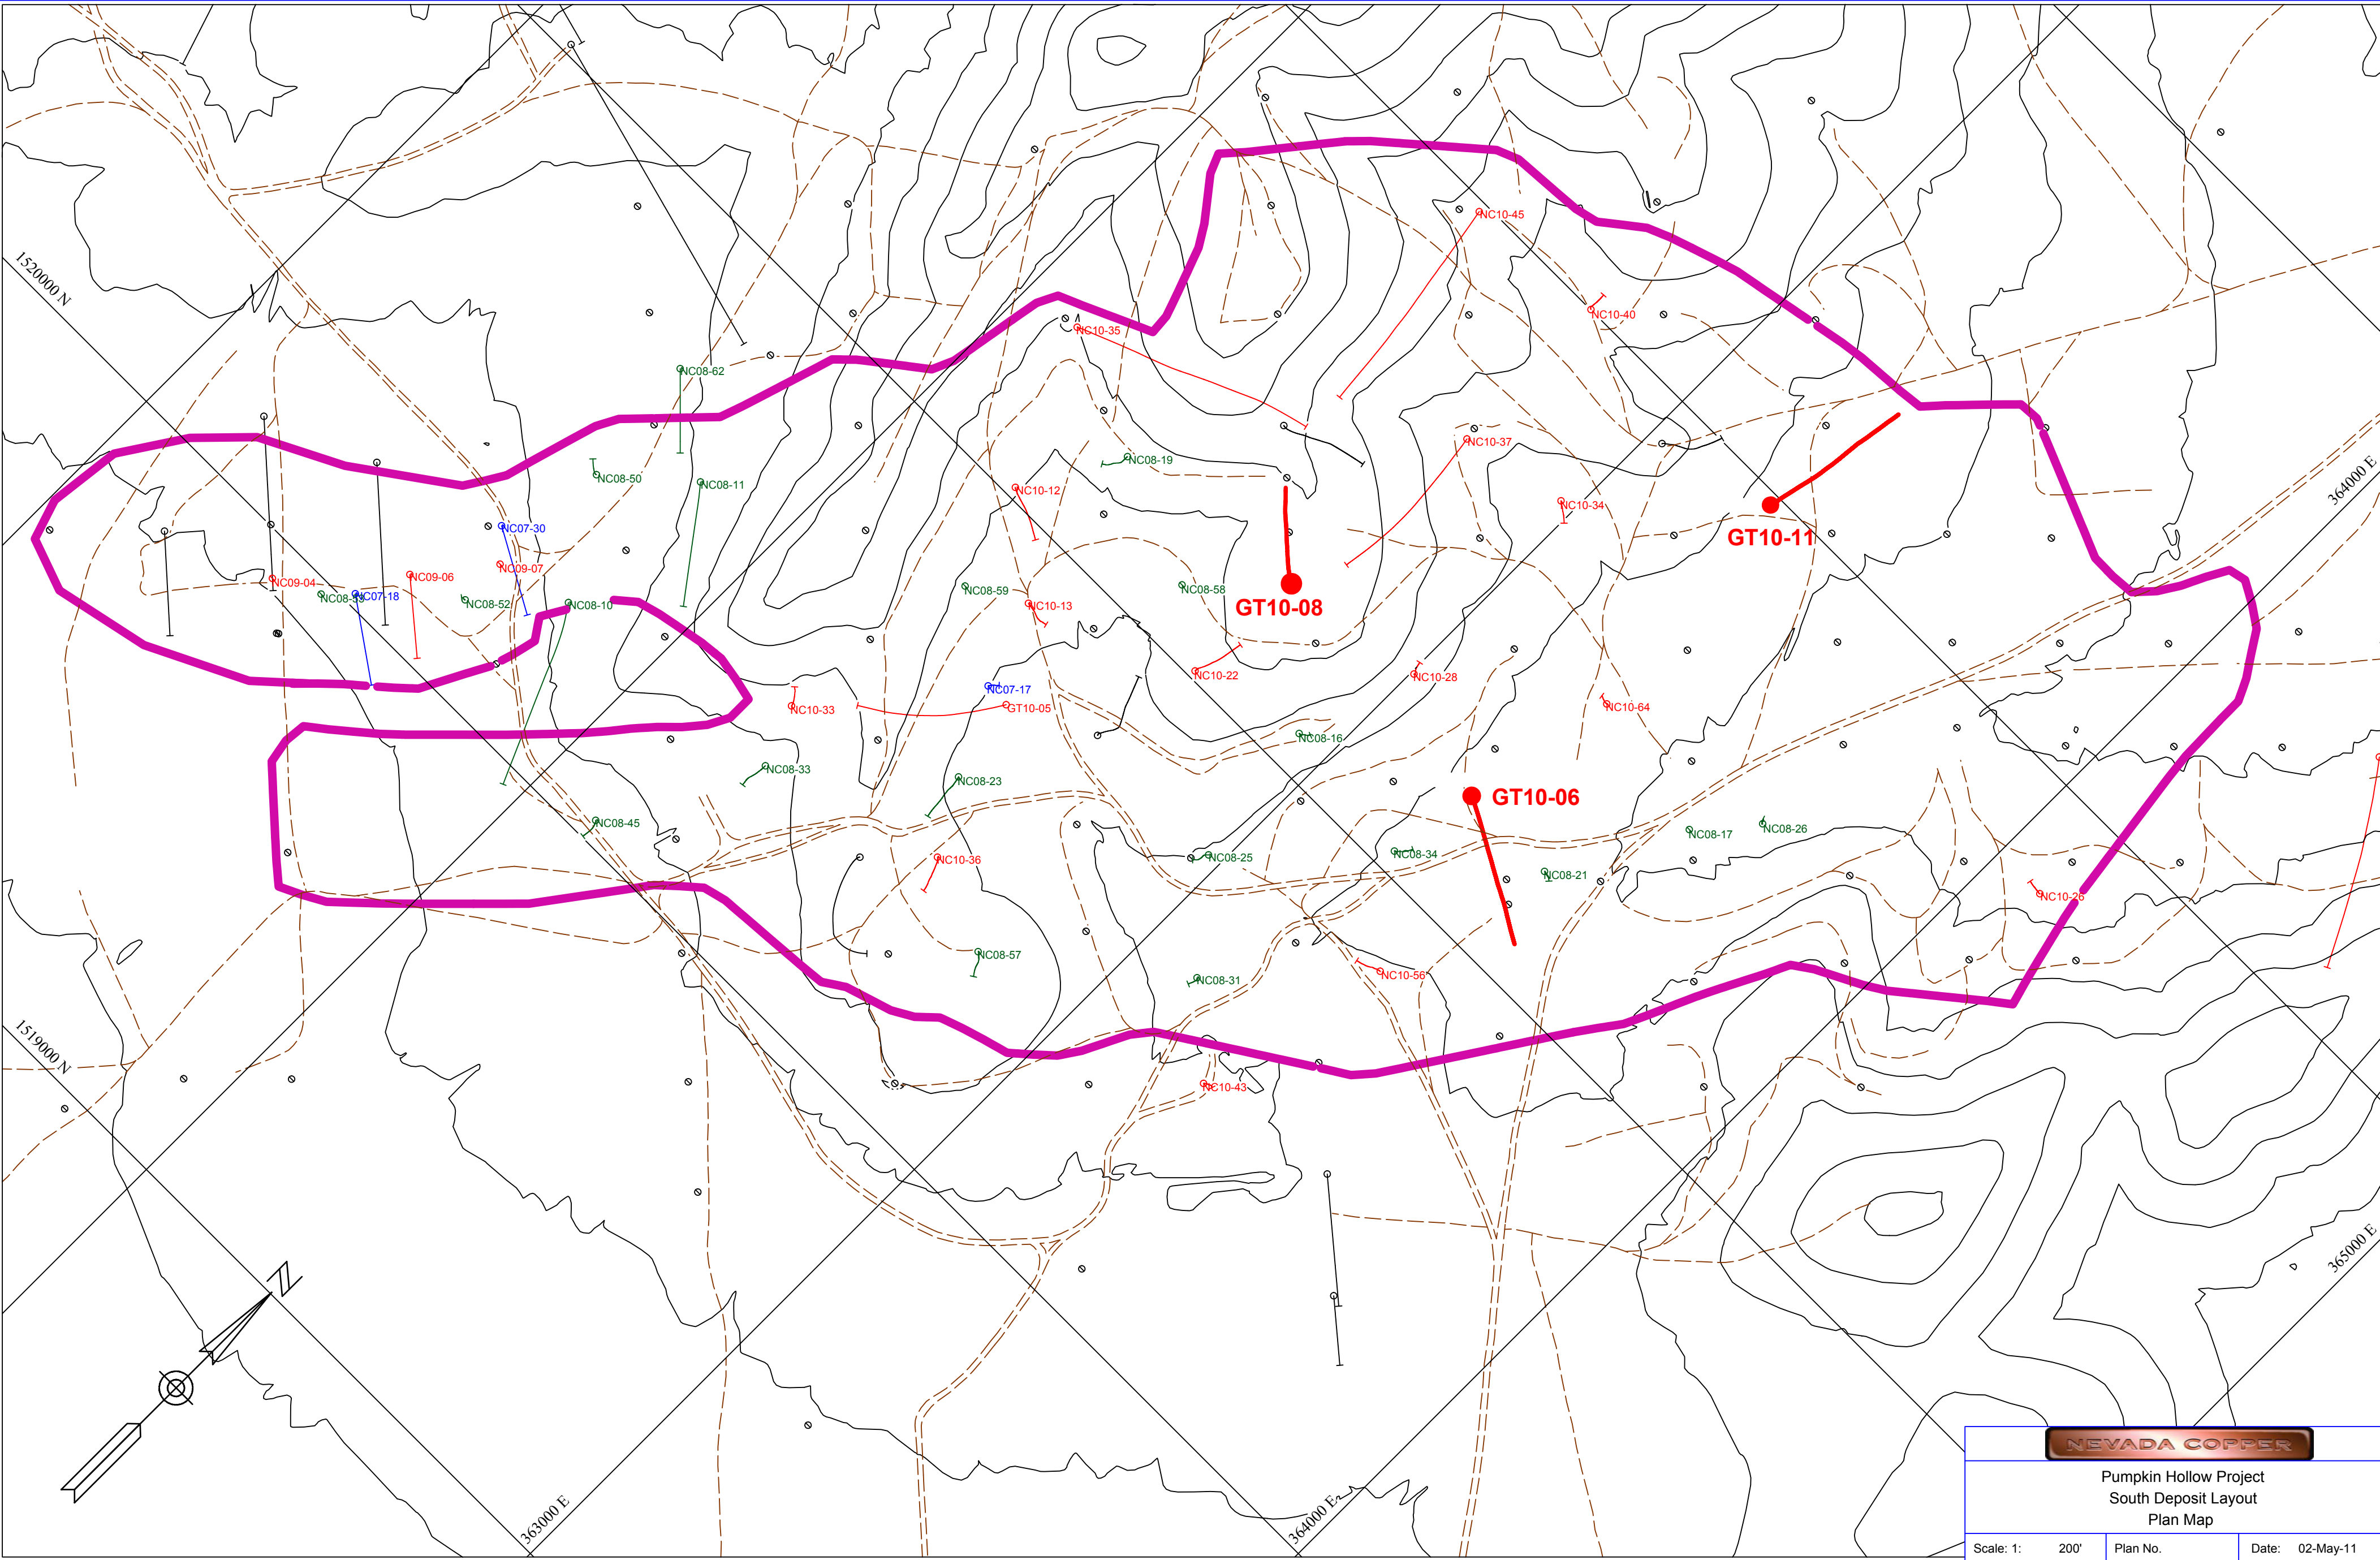 NC10-45
1520000 N
NC10-40
NC10-35
NC08-62
NC10-37
NC08-19
NC08-50
NC08-11
NC10-12
364000 E
NC10-34
NC07-30
GT10-11
NC09-07
NC09-06
NC09-04
NC07-18
NC08-52
NC08-10
NC08-59
NC08-58
NC10-13
GT10-08
NC10-22
NC10-28
NC07-17
NC10-33
GT10-05
NC10-64
NC08-16
NC08-33
NC08-23
GT10-06
NC08-45
NC08-17
NC08-26
NC10-36
NC08-25
NC08-34
NC08-21
NC10-26
NC08-57
NC10-56
NC08-31
1519000 N
NC10-43
N
365000 E
363000 E
364000 E
NEVADA COPPER
Pumpkin Hollow Project
South Deposit Layout
Plan Map
Scale: 1: 200' Plan No. Date: 02-May-11